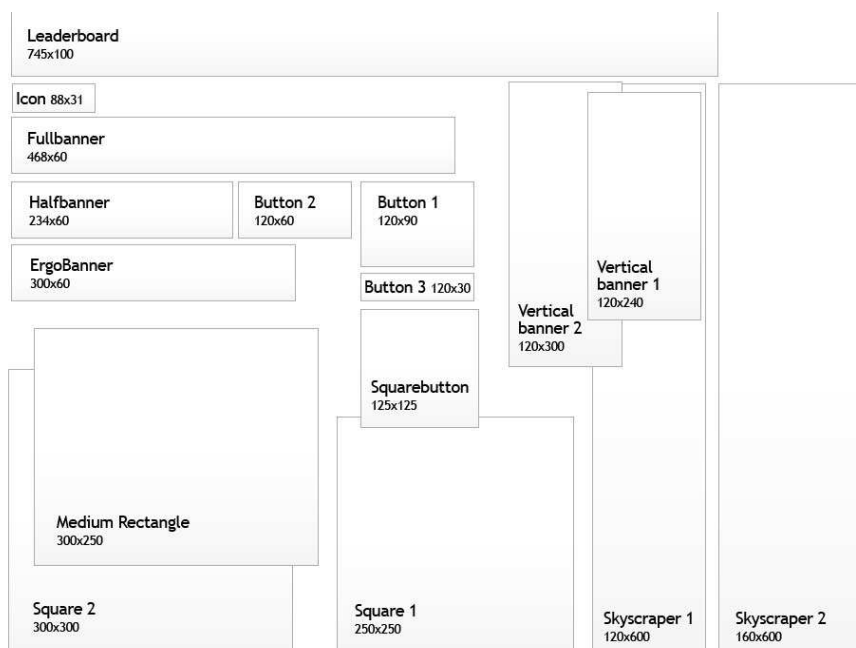 Leaderboard
745x100
Icon 88x31
Fullbanner
468x60
Halfbanner
234x60
Button 2
120x60
Button 1
120x90
ErgoBanner
300x60
Button 3 120x30
Vertical
banner 1
120x240
Vertical
banner 2
120x300
Squarebutton
125x125
Medium Rectangle
300x250
Square 2
300x300
Square 1
250x250
Skyscraper 1
120x600
Skyscraper 2
160x600